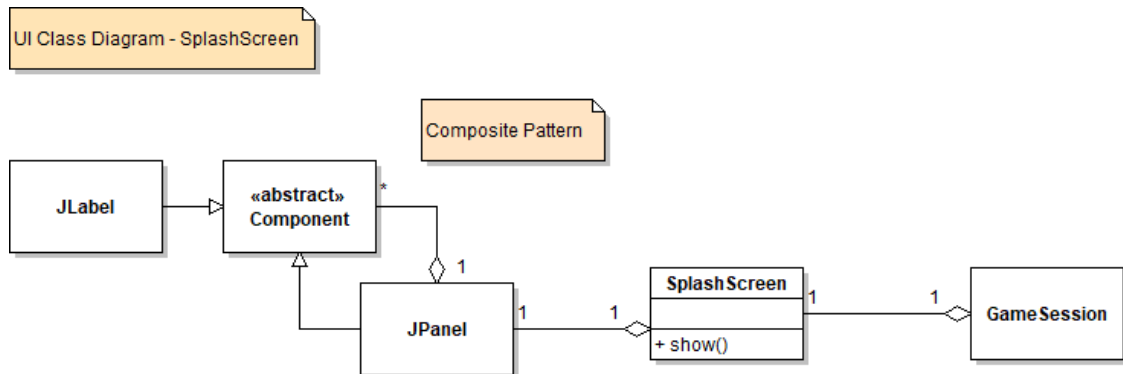 UI Class Diagram - SplashScreen
Composite Pattern
JLabel
«abstract»
Component
*
1
JPanel
1
1
SplashScreen
+ show()
1
1
GameSession